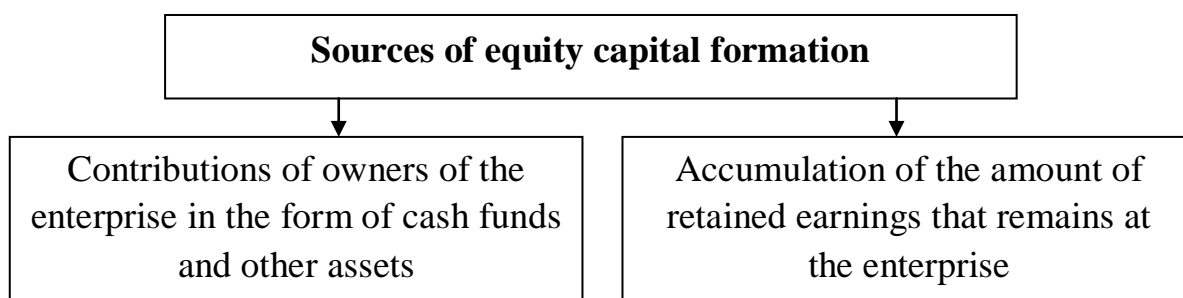 Sources of equity capital formation
Contributions of owners of the
enterprise in the form of cash funds
and other assets
Accumulation of the amount of
retained earnings that remains at
the enterprise